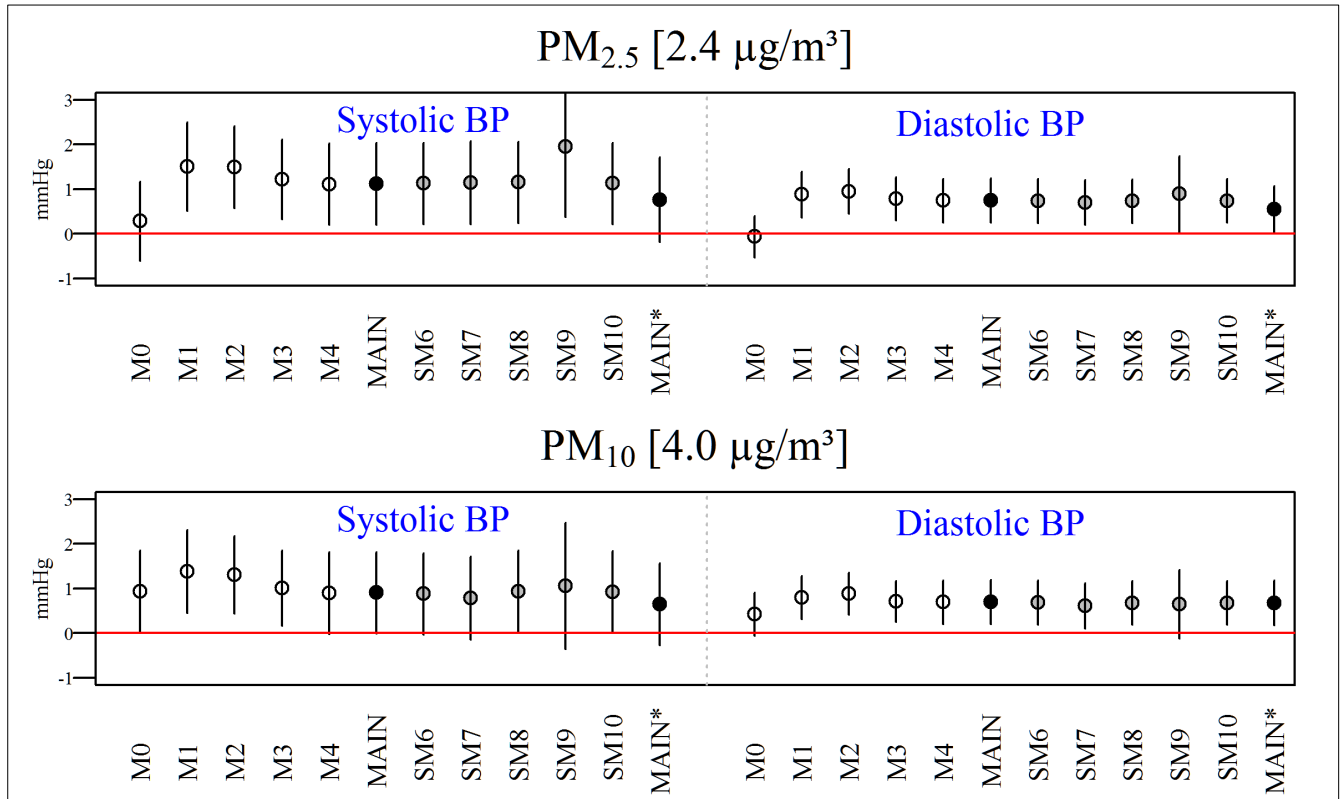 PM₂.₅ [2.4 µg/m³]
3
2
1
0
-1
mmHg
Systolic BP
Diastolic BP
M0 M1 M2 M3 M4 MAIN SM6 SM7 SM8 SM9 SM10 MAIN* M0 M1 M2 M3 M4 MAIN SM6 SM7 SM8 SM9 SM10 MAIN*
PM₁₀ [4.0 µg/m³]
3
2
1
0
-1
mmHg
Systolic BP
Diastolic BP
M0 M1 M2 M3 M4 MAIN SM6 SM7 SM8 SM9 SM10 MAIN* M0 M1 M2 M3 M4 MAIN SM6 SM7 SM8 SM9 SM10 MAIN*